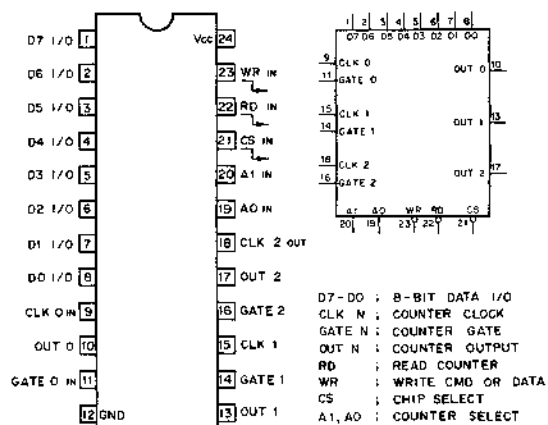 D7 I/O 1
Vcc 24
D6 I/O 2
23 WR IN
D5 I/O 3
22 RD IN
D4 I/O 4
21 CS IN
D3 I/O 5
20 A1 IN
D2 I/O 6
19 A0 IN
D1 I/O 7
18 CLK 2 OUT
D0 I/O 8
17 OUT 2
CLK 0 IN 9
16 GATE 2
OUT 0 10
15 CLK 1
GATE 0 IN 11
14 GATE 1
12 GND
13 OUT 1
1 2 3 4 5 6 7 8
D7 D6 D5 D4 D3 D2 D1 D0
9 CLK 0
OUT 0 10
11 GATE 0
15 CLK 1
OUT 1 13
14 GATE 1
18 CLK 2
OUT 2 17
16 GATE 2
A1 A0 WR RD CS
20 19 23 22 21
D7-D0 ; 8-BIT DATA I/O
CLK N ; COUNTER CLOCK
GATE N ; COUNTER GATE
OUT N ; COUNTER OUTPUT
RD ; READ COUNTER
WR ; WRITE CMD OR DATA
CS ; CHIP SELECT
A1, A0 ; COUNTER SELECT